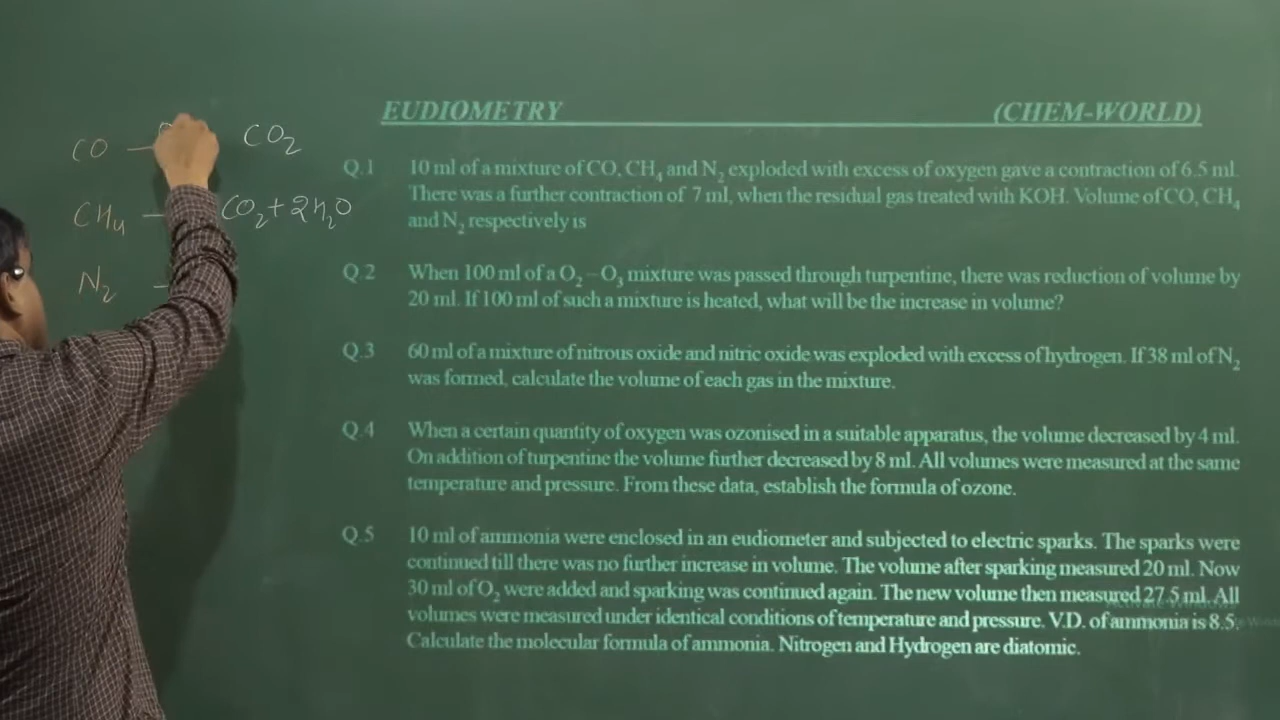 EUDIOMETRY (CHEM-WORLD)
CO → CO₂
CH₄ — CO₂+2H₂O
N₂ -
Q.1 10 ml of a mixture of CO, CH₄ and N₂ exploded with excess of oxygen gave a contraction of 6.5 ml.
There was a further contraction of 7 ml, when the residual gas treated with KOH. Volume of CO, CH₄
and N₂ respectively is
Q.2 When 100 ml of a O₂ – O₃ mixture was passed through turpentine, there was reduction of volume by
20 ml. If 100 ml of such a mixture is heated, what will be the increase in volume?
Q.3 60 ml of a mixture of nitrous oxide and nitric oxide was exploded with excess of hydrogen. If 38 ml of N₂
was formed, calculate the volume of each gas in the mixture.
Q.4 When a certain quantity of oxygen was ozonised in a suitable apparatus, the volume decreased by 4 ml.
On addition of turpentine the volume further decreased by 8 ml. All volumes were measured at the same
temperature and pressure. From these data, establish the formula of ozone.
Q.5 10 ml of ammonia were enclosed in an eudiometer and subjected to electric sparks. The sparks were
continued till there was no further increase in volume. The volume after sparking measured 20 ml. Now
30 ml of O₂ were added and sparking was continued again. The new volume then measured 27.5 ml. All
volumes were measured under identical conditions of temperature and pressure. V.D. of ammonia is 8.5.
Calculate the molecular formula of ammonia. Nitrogen and Hydrogen are diatomic.